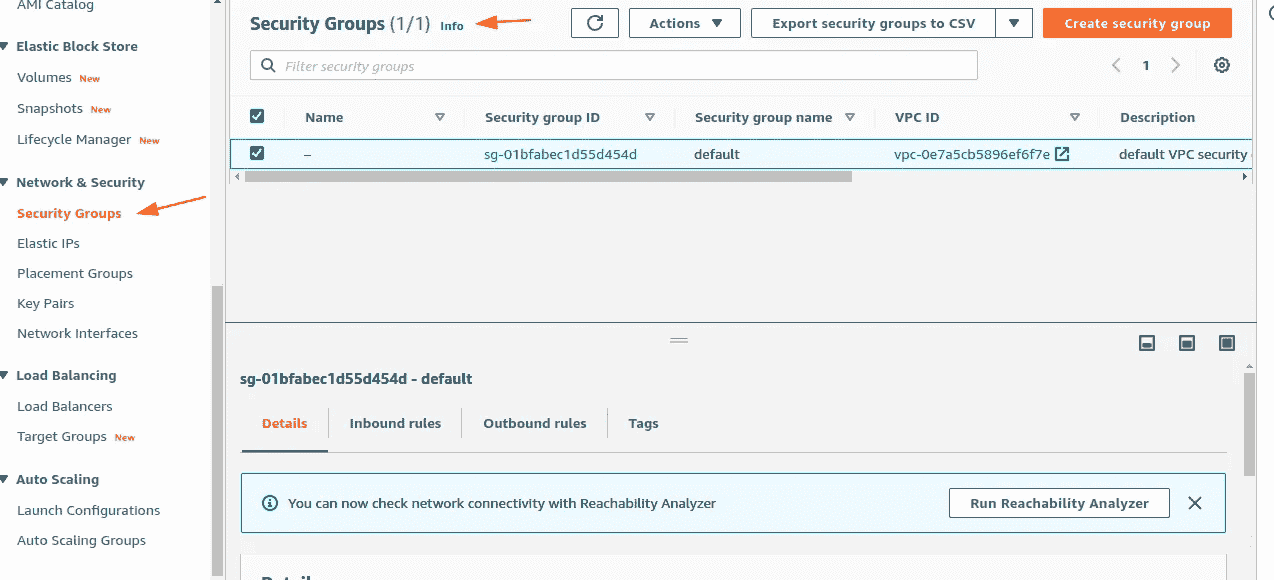 AMI Catalog
Elastic Block Store
Volumes New
Snapshots New
Lifecycle Manager New
Network & Security
Security Groups
Elastic IPs
Placement Groups
Key Pairs
Network Interfaces
Load Balancing
Load Balancers
Target Groups New
Auto Scaling
Launch Configurations
Auto Scaling Groups
Security Groups (1/1) Info
Actions
Export security groups to CSV
Create security group
Filter security groups
1
Name Security group ID Security group name VPC ID Description
– sg-01bfabec1d55d454d default vpc-0e7a5cb5896ef6f7e default VPC security
sg-01bfabec1d55d454d - default
Details Inbound rules Outbound rules Tags
You can now check network connectivity with Reachability Analyzer
Run Reachability Analyzer